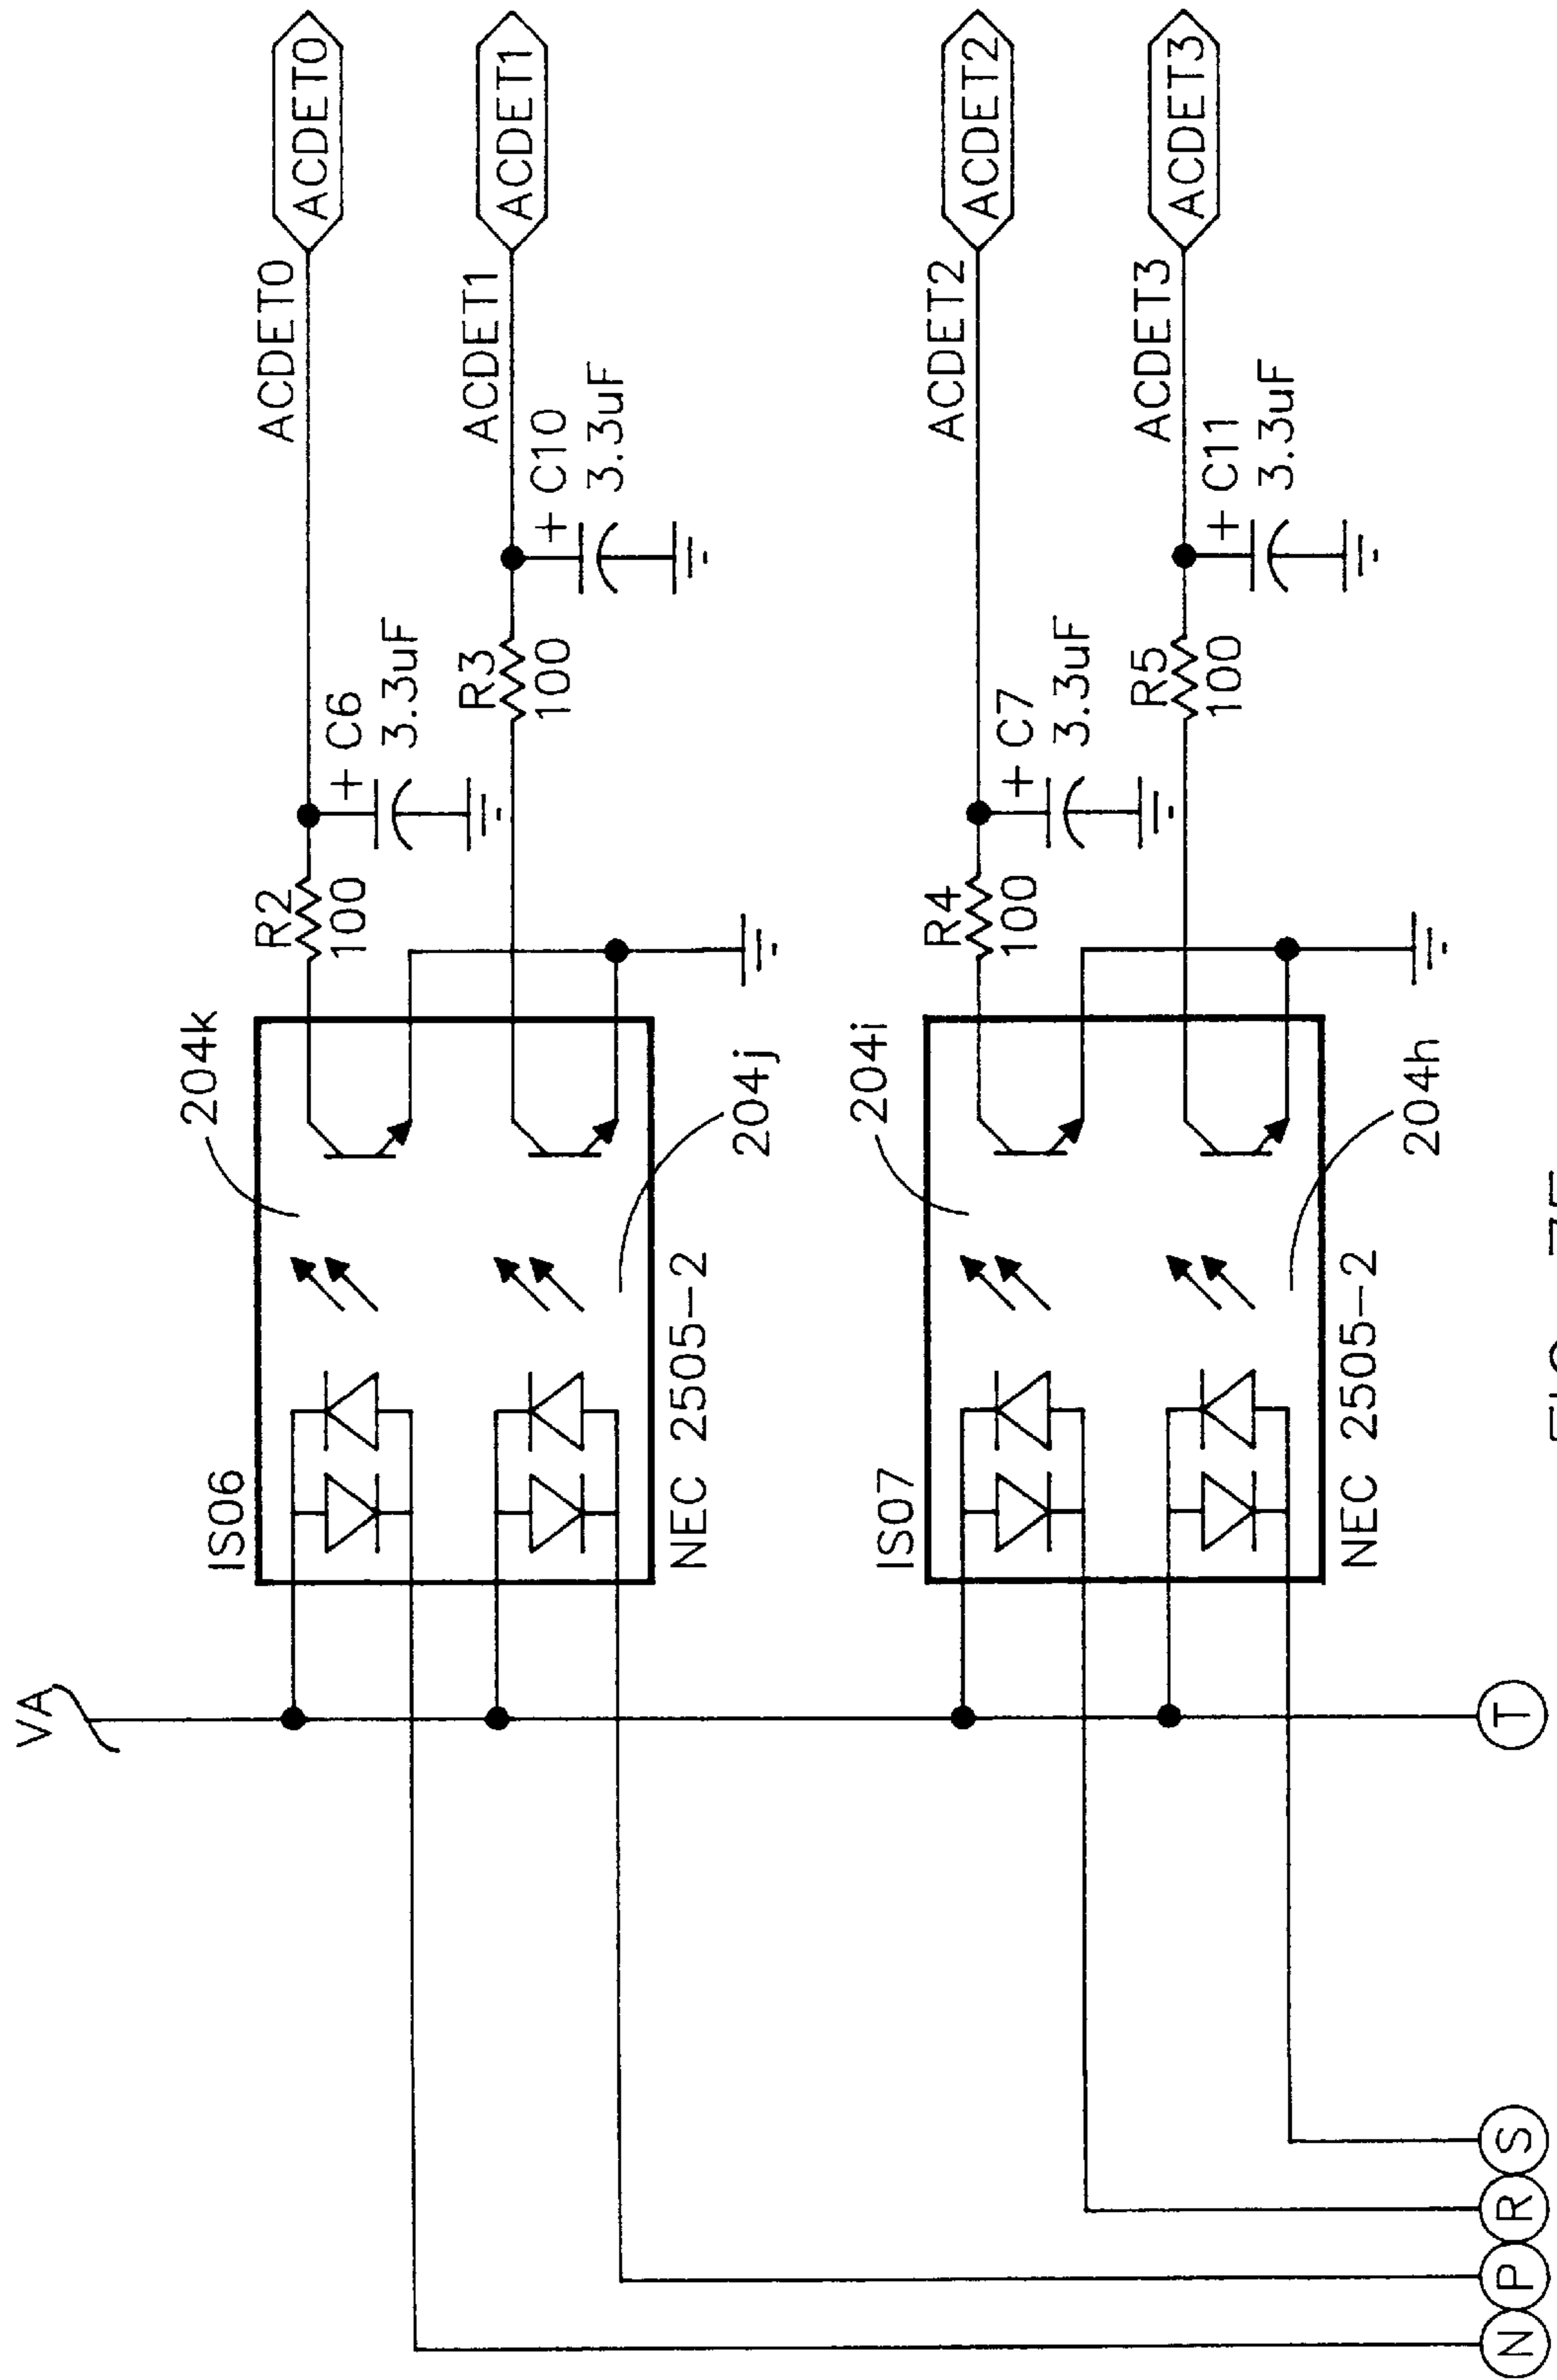 VA
ISO6
204k
R2
100
+ C6
3.3uF
ACDET0
ACDET0
R3
100
+ C10
3.3uF
ACDET1
ACDET1
NEC 2505-2
204j
ISO7
204i
R4
100
+ C7
3.3uF
ACDET2
ACDET2
R5
100
+ C11
3.3uF
ACDET3
ACDET3
NEC 2505-2
204h
N
P
R
S
T